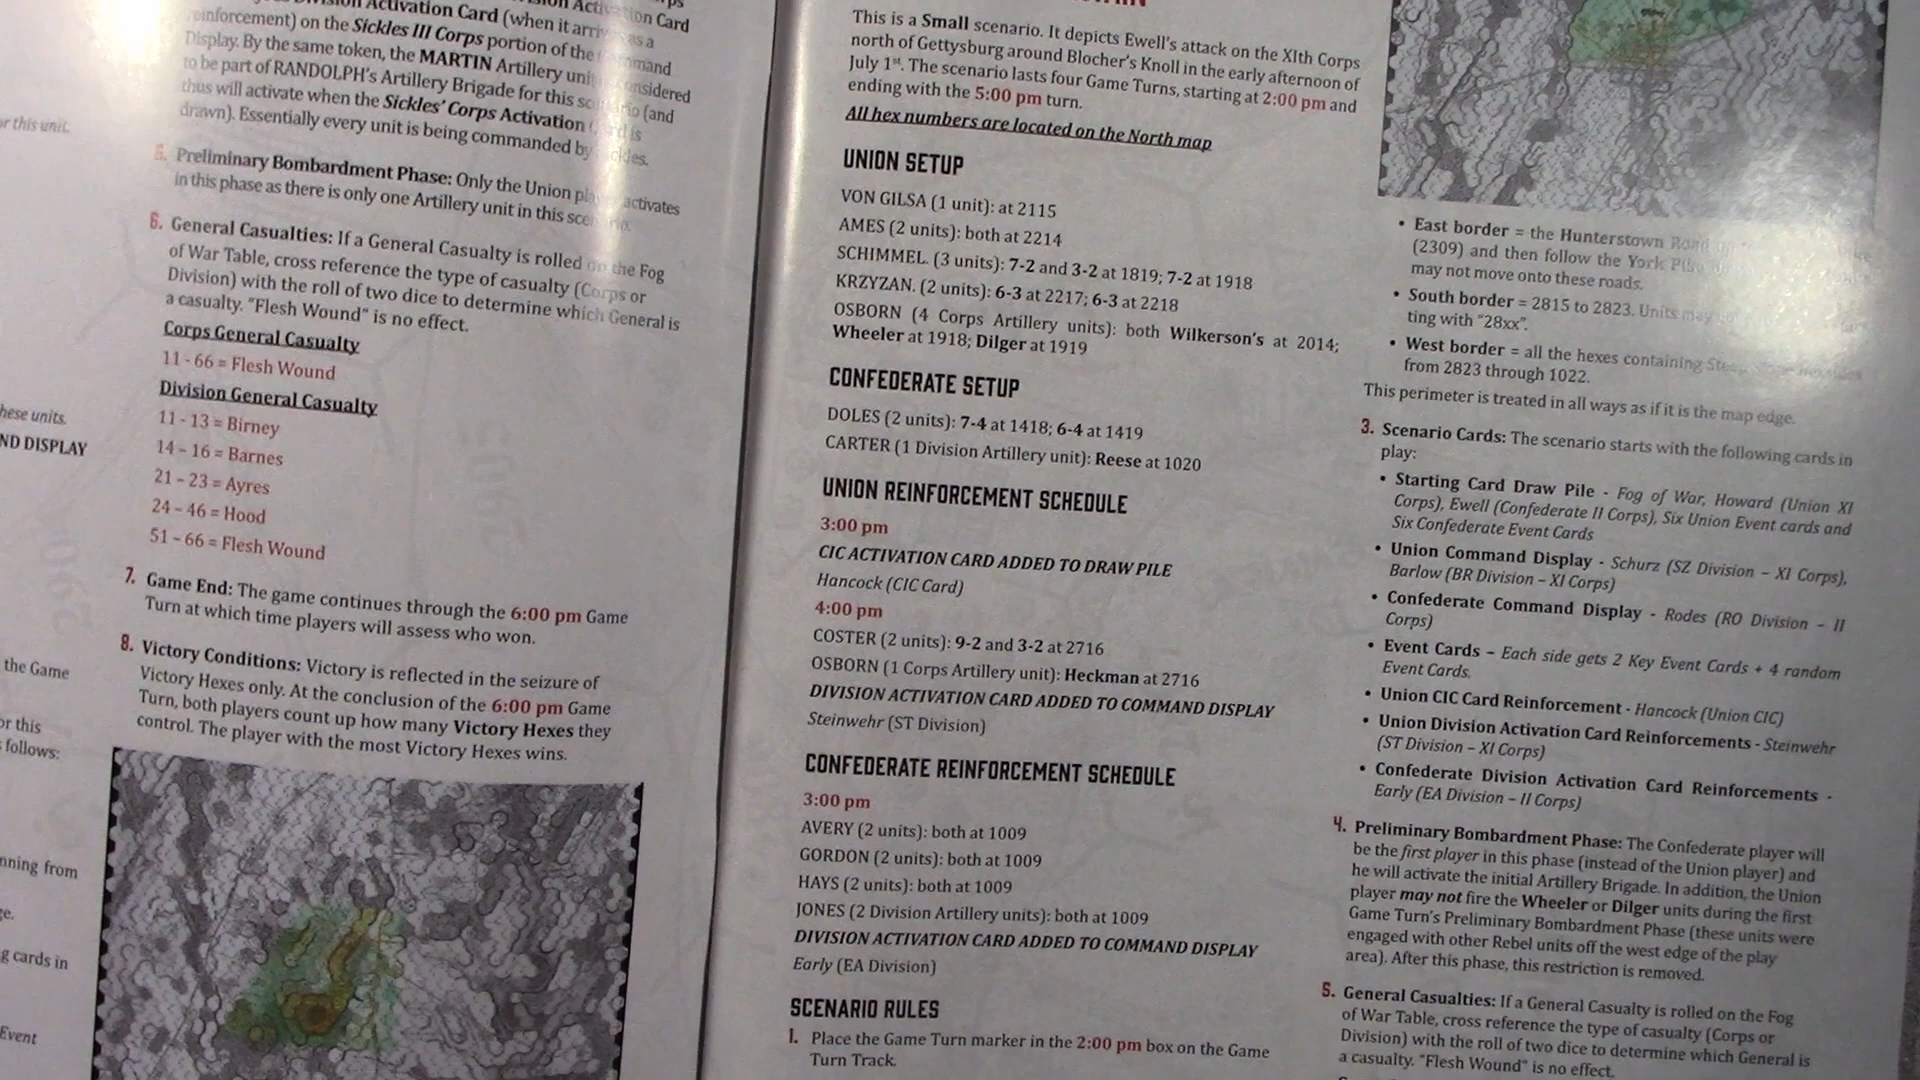 or this unit.
hese units.
ND DISPLAY
the Game
or this
follows:
nning from
ge.
g cards in
Event
Activation Card (when it
reinforcement) on the Sickles III Corps portion of the
Display. By the same token, the MARTIN Artillery
to be part of RANDOLPH's Artillery Brigade for this
thus will activate when the Sickles' Corps Activation is
drawn). Essentially every unit is being commanded by
5. Preliminary Bombardment Phase: Only the Union activates
in this phase as there is only one Artillery unit in this
6. General Casualties: If a General Casualty is rolled on the Fog
of War Table, cross reference the type of casualty (Corps or
Division) with the roll of two dice to determine which General is
a casualty. "Flesh Wound" is no effect.
Corps General Casualty
11 - 66 = Flesh Wound
Division General Casualty
11 - 13 = Birney
14 - 16 = Barnes
21 - 23 = Ayres
24 - 46 = Hood
51 - 66 = Flesh Wound
7. Game End: The game continues through the 6:00 pm Game
Turn at which time players will assess who won.
8. Victory Conditions: Victory is reflected in the seizure of
Victory Hexes only. At the conclusion of the 6:00 pm Game
Turn, both players count up how many Victory Hexes they
control. The player with the most Victory Hexes wins.
This is a Small scenario. It depicts Ewell's attack on the XIth Corps
north of Gettysburg around Blocher's Knoll in the early afternoon of
July 1st. The scenario lasts four Game Turns, starting at 2:00 pm and
ending with the 5:00 pm turn.
All hex numbers are located on the North map
UNION SETUP
VON GILSA (1 unit): at 2115
AMES (2 units): both at 2214
SCHIMMEL. (3 units): 7-2 and 3-2 at 1819; 7-2 at 1918
KRZYZAN. (2 units): 6-3 at 2217; 6-3 at 2218
OSBORN (4 Corps Artillery units): both Wilkerson's at 2014;
Wheeler at 1918; Dilger at 1919
CONFEDERATE SETUP
DOLES (2 units): 7-4 at 1418; 6-4 at 1419
CARTER (1 Division Artillery unit): Reese at 1020
UNION REINFORCEMENT SCHEDULE
3:00 pm
CIC ACTIVATION CARD ADDED TO DRAW PILE
Hancock (CIC Card)
4:00 pm
COSTER (2 units): 9-2 and 3-2 at 2716
OSBORN (1 Corps Artillery unit): Heckman at 2716
DIVISION ACTIVATION CARD ADDED TO COMMAND DISPLAY
Steinwehr (ST Division)
CONFEDERATE REINFORCEMENT SCHEDULE
3:00 pm
AVERY (2 units): both at 1009
GORDON (2 units): both at 1009
HAYS (2 units): both at 1009
JONES (2 Division Artillery units): both at 1009
DIVISION ACTIVATION CARD ADDED TO COMMAND DISPLAY
Early (EA Division)
SCENARIO RULES
1. Place the Game Turn marker in the 2:00 pm box on the Game
Turn Track.
• East border = the Hunterstown Road
(2309) and then follow the York
may not move onto these roads.
• South border = 2815 to 2823. Units may
ting with "28xx".
• West border = all the hexes containing
from 2823 through 1022.
This perimeter is treated in all ways as if it is the map edge.
3. Scenario Cards: The scenario starts with the following cards in
play:
• Starting Card Draw Pile - Fog of War, Howard (Union XI
Corps), Ewell (Confederate II Corps), Six Union Event cards and
Six Confederate Event Cards
• Union Command Display - Schurz (SZ Division – XI Corps),
Barlow (BR Division – XI Corps)
• Confederate Command Display - Rodes (RO Division – II
Corps)
• Event Cards – Each side gets 2 Key Event Cards + 4 random
Event Cards.
• Union CIC Card Reinforcement - Hancock (Union CIC)
• Union Division Activation Card Reinforcements - Steinwehr
(ST Division – XI Corps)
• Confederate Division Activation Card Reinforcements -
Early (EA Division – II Corps)
4. Preliminary Bombardment Phase: The Confederate player will
be the first player in this phase (instead of the Union player) and
he will activate the initial Artillery Brigade. In addition, the Union
player may not fire the Wheeler or Dilger units during the first
Game Turn's Preliminary Bombardment Phase (these units were
engaged with other Rebel units off the west edge of the play
area). After this phase, this restriction is removed.
5. General Casualties: If a General Casualty is rolled on the Fog
of War Table, cross reference the type of casualty (Corps or
Division) with the roll of two dice to determine which General is
a casualty. "Flesh Wound" is no effect.